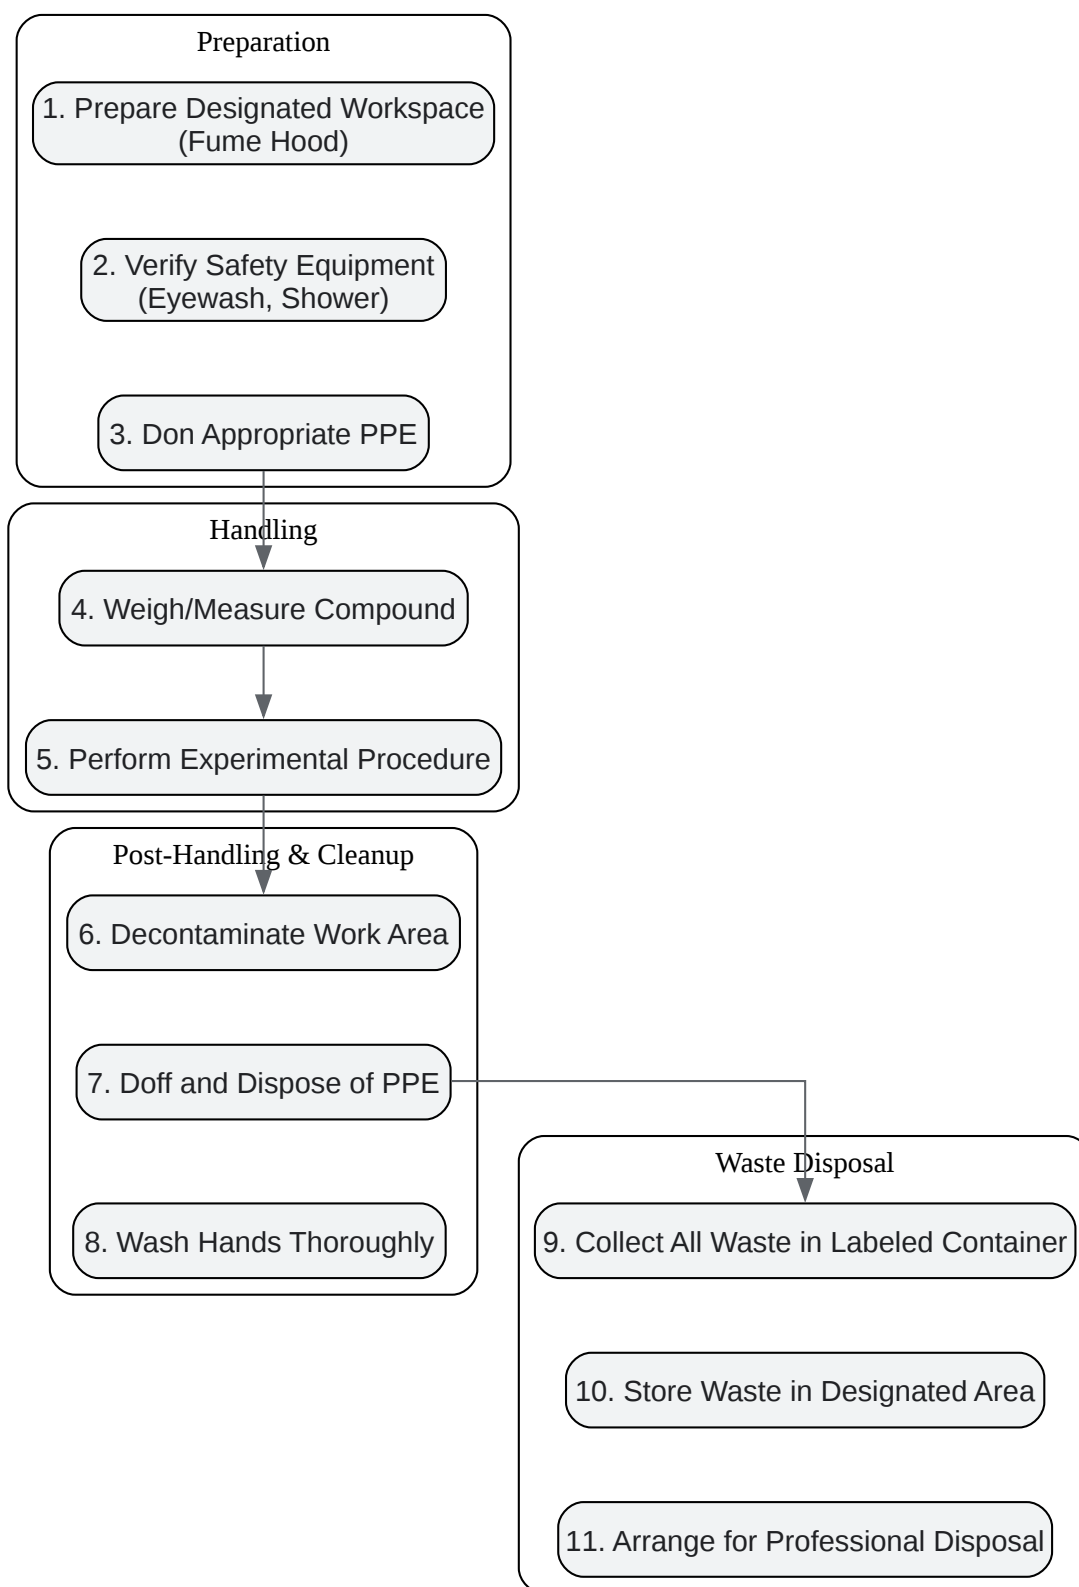 Preparation
1. Prepare Designated Workspace
(Fume Hood)
2. Verify Safety Equipment
(Eyewash, Shower)
3. Don Appropriate PPE
Handling
4. Weigh/Measure Compound
5. Perform Experimental Procedure
Post-Handling & Cleanup
6. Decontaminate Work Area
7. Doff and Dispose of PPE
8. Wash Hands Thoroughly
Waste Disposal
9. Collect All Waste in Labeled Container
10. Store Waste in Designated Area
11. Arrange for Professional Disposal